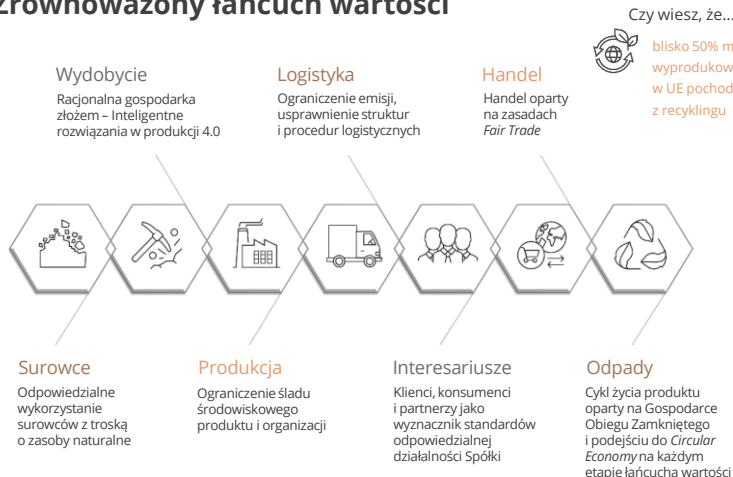 Zrównoważony łańcuch wartości
Czy wiesz, że...
blisko 50% m
wyprodukow
w UE pochod
z recyklingu
Wydobycie
Racjonalna gospodarka
złożem – Inteligentne
rozwiązania w produkcji 4.0
Logistyka
Ograniczenie emisji,
usprawnienie struktur
i procedur logistycznych
Handel
Handel oparty
na zasadach
Fair Trade
Surowce
Odpowiedzialne
wykorzystanie
surowców z troską
o zasoby naturalne
Produkcja
Ograniczenie śladu
środowiskowego
produktu i organizacji
Interesariusze
Klienci, konsumenci
i partnerzy jako
wyznacznik standardów
odpowiedzialnej
działalności Spółki
Odpady
Cykl życia produktu
oparty na Gospodarce
Obiegu Zamkniętego
i podejściu do Circular
Economy na każdym
etapie łańcucha wartości